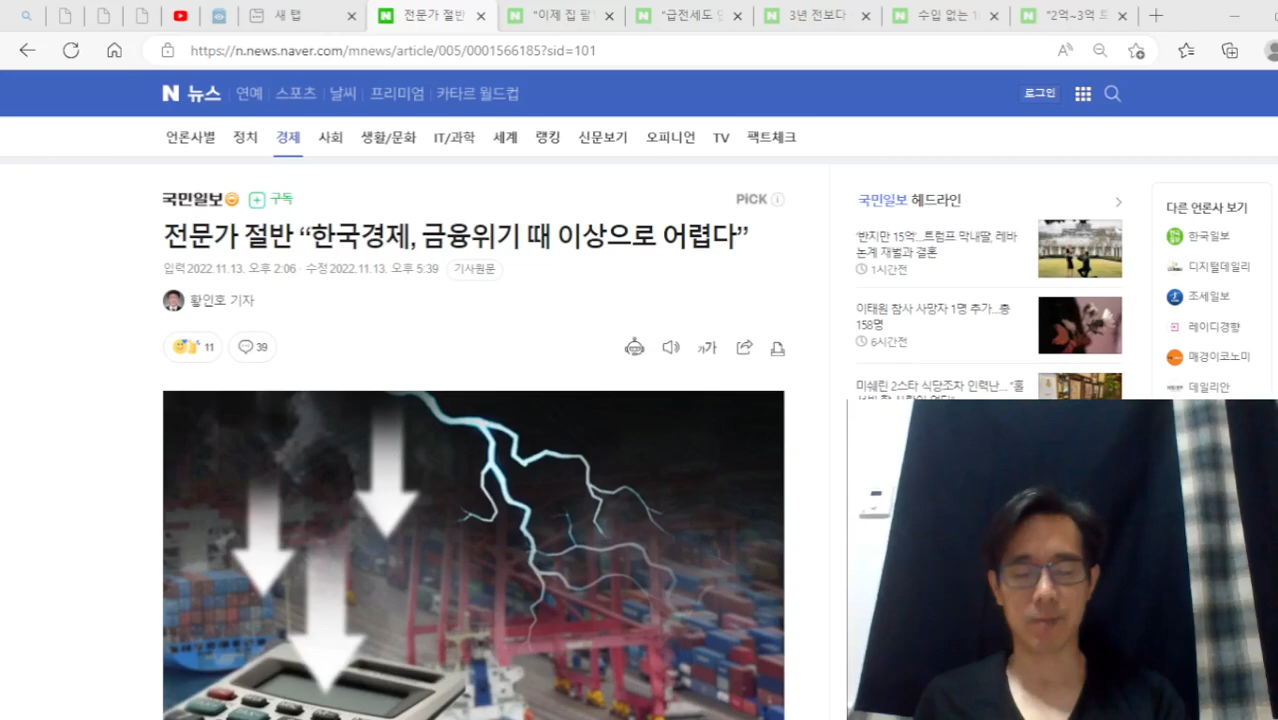 새 탭
전문가 절반
"이제 집 팔
"급전세도 안
3년 전보다
수입 없는 1
"2억~3억 트
https://n.news.naver.com/mnews/article/005/0001566185?sid=101
N 뉴스 연예 스포츠 날씨 프리미엄 카타르 월드컵
로그인
언론사별 정치 경제 사회 생활/문화 IT/과학 세계 랭킹 신문보기 오피니언 TV 팩트체크
국민일보 구독
PiCK
전문가 절반 “한국경제, 금융위기 때 이상으로 어렵다”
입력 2022.11.13. 오후 2:06 · 수정 2022.11.13. 오후 5:39 기사원문
황인호 기자
11 39
가가
국민일보 헤드라인
'반지만 15억'…트럼프 막내딸, 레바
논계 재벌과 결혼
1시간전
이태원 참사 사망자 1명 추가…총
158명
6시간전
미쉐린 2스타 식당조차 인력난… "홀
다른 언론사 보기
한국일보
디지털데일리
조세일보
레이디경향
매경이코노미
데일리안